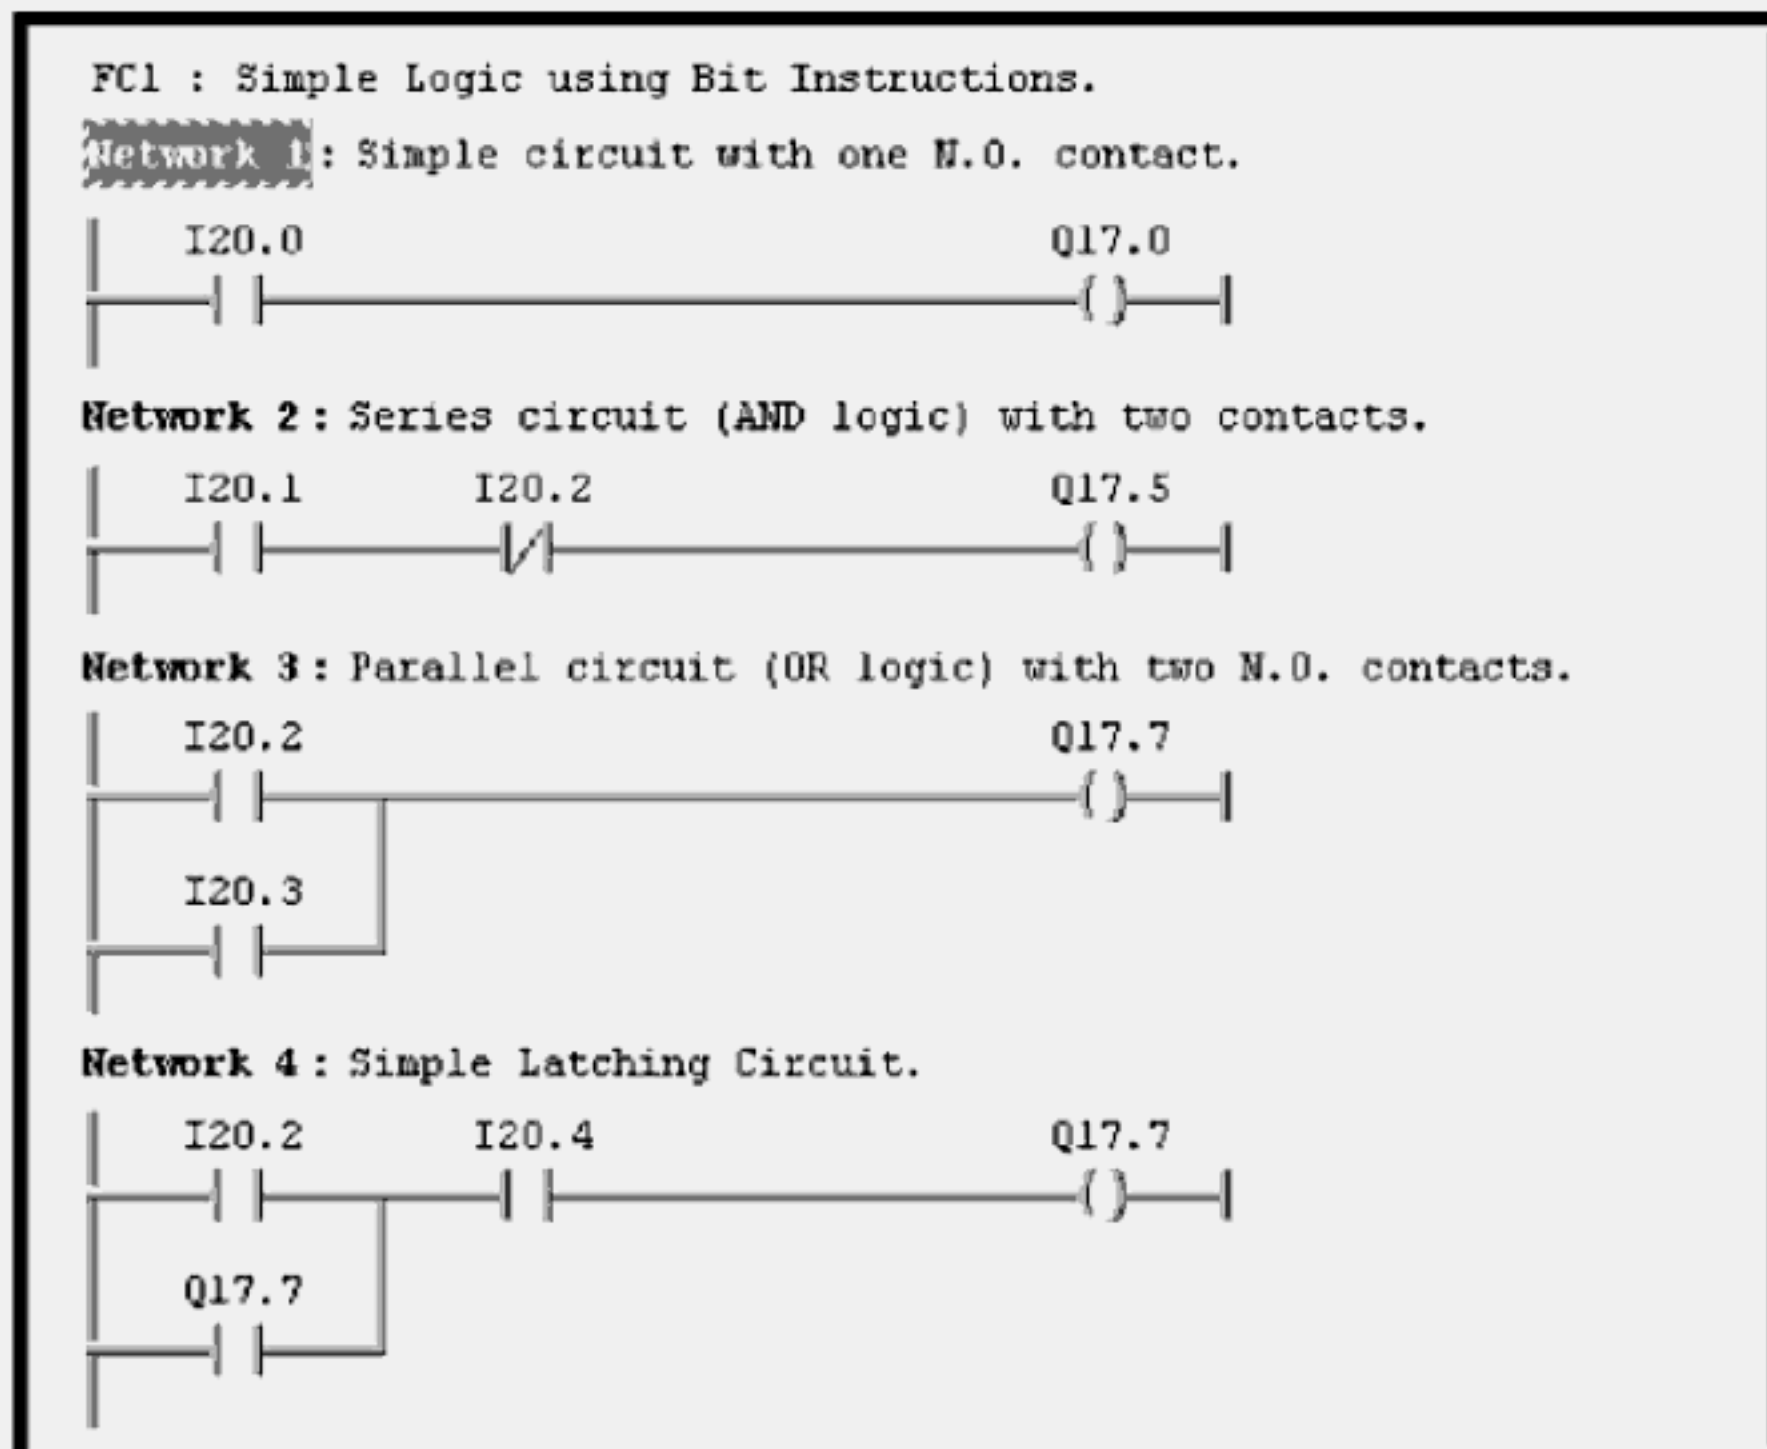 FC1 : Simple Logic using Bit Instructions.
Network 1: Simple circuit with one N.O. contact.
I20.0 Q17.0
Network 2: Series circuit (AND logic) with two contacts.
I20.1 I20.2 Q17.5
Network 3: Parallel circuit (OR logic) with two N.O. contacts.
I20.2 Q17.7
I20.3
Network 4: Simple Latching Circuit.
I20.2 I20.4 Q17.7
Q17.7